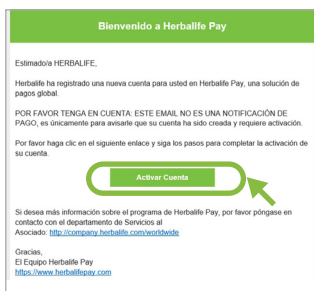 Bienvenido a Herballfe Pay
Estimado/a HERBALIFE,
Herbalife ha registrado una nueva cuenta para usted en Herbalife Pay, una solución de
pagos global.
POR FAVOR TENGA EN CUENTA: ESTE EMAIL NO ES UNA NOTIFICACIÓN DE
PAGO, es únicamente para avisarle que su cuenta ha sido creada y requiere activación.
Por favor haga clic en el siguiente enlace y siga los pasos para completar la activación de
su cuenta.
Activar Cuenta
Si desea más información sobre el programa de Herbalife Pay, por favor póngase en
contacto con el departamento de Servicios al
Asociado: http://company.herbalife.com/worldwide
Gracias,
El Equipo Herbalife Pay
https://www.herbalifepay.com